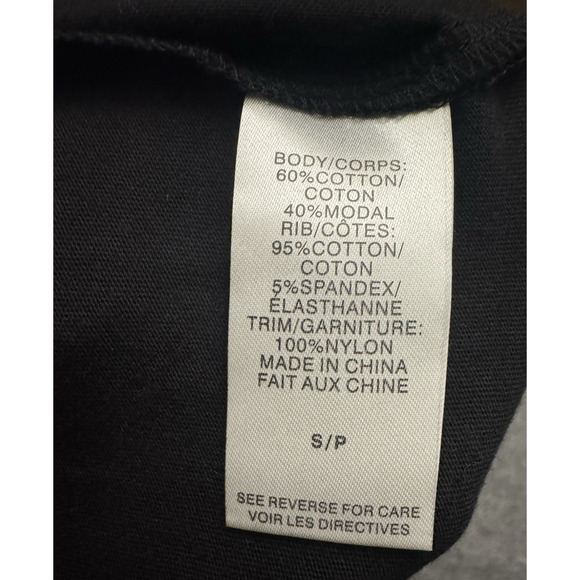 BODY/CORPS:
60%COTTON/
COTON
40%MODAL
RIB/CÔTES:
95%COTTON/
COTON
5%SPANDEX/
ÉLASTHANNE
TRIM/GARNITURE:
100%NYLON
MADE IN CHINA
FAIT AUX CHINE
S/P
SEE REVERSE FOR CARE
VOIR LES DIRECTIVES